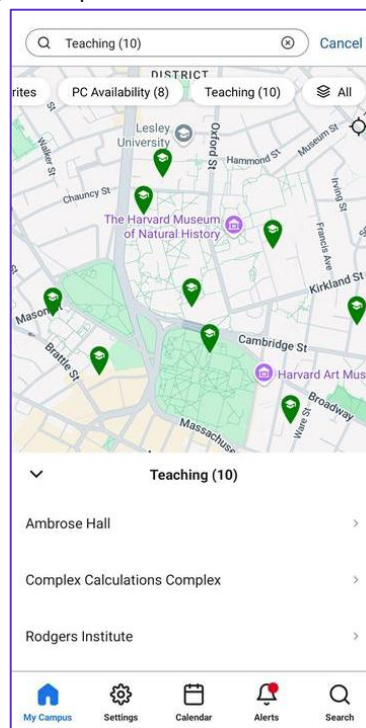 Teaching (10)
Cancel
DISTRICT
rites
PC Availability (8)
Teaching (10)
All
Lesley
University
Oxford St
Museum St
Walker St
Hammond St
Irving St
Chauncy St
The Harvard Museum
of Natural History
Francis Ave
Kirkland St
Mason St
Cambridge St
Brattle St
Harvard Art Mus
Broadway
Ware St
Massachuse
Teaching (10)
Ambrose Hall
Complex Calculations Complex
Rodgers Institute
My Campus
Settings
Calendar
Alerts
Search